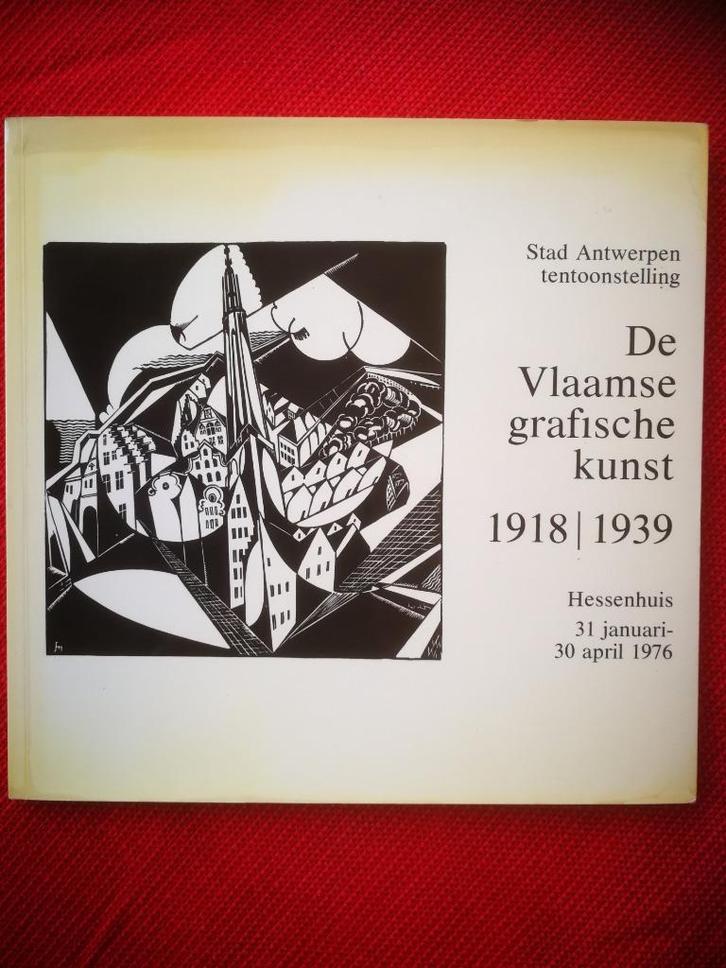 Stad Antwerpen
tentoonstelling
De
Vlaamse
grafische
kunst
1918|1939
Hessenhuis
31 januari-
30 april 1976